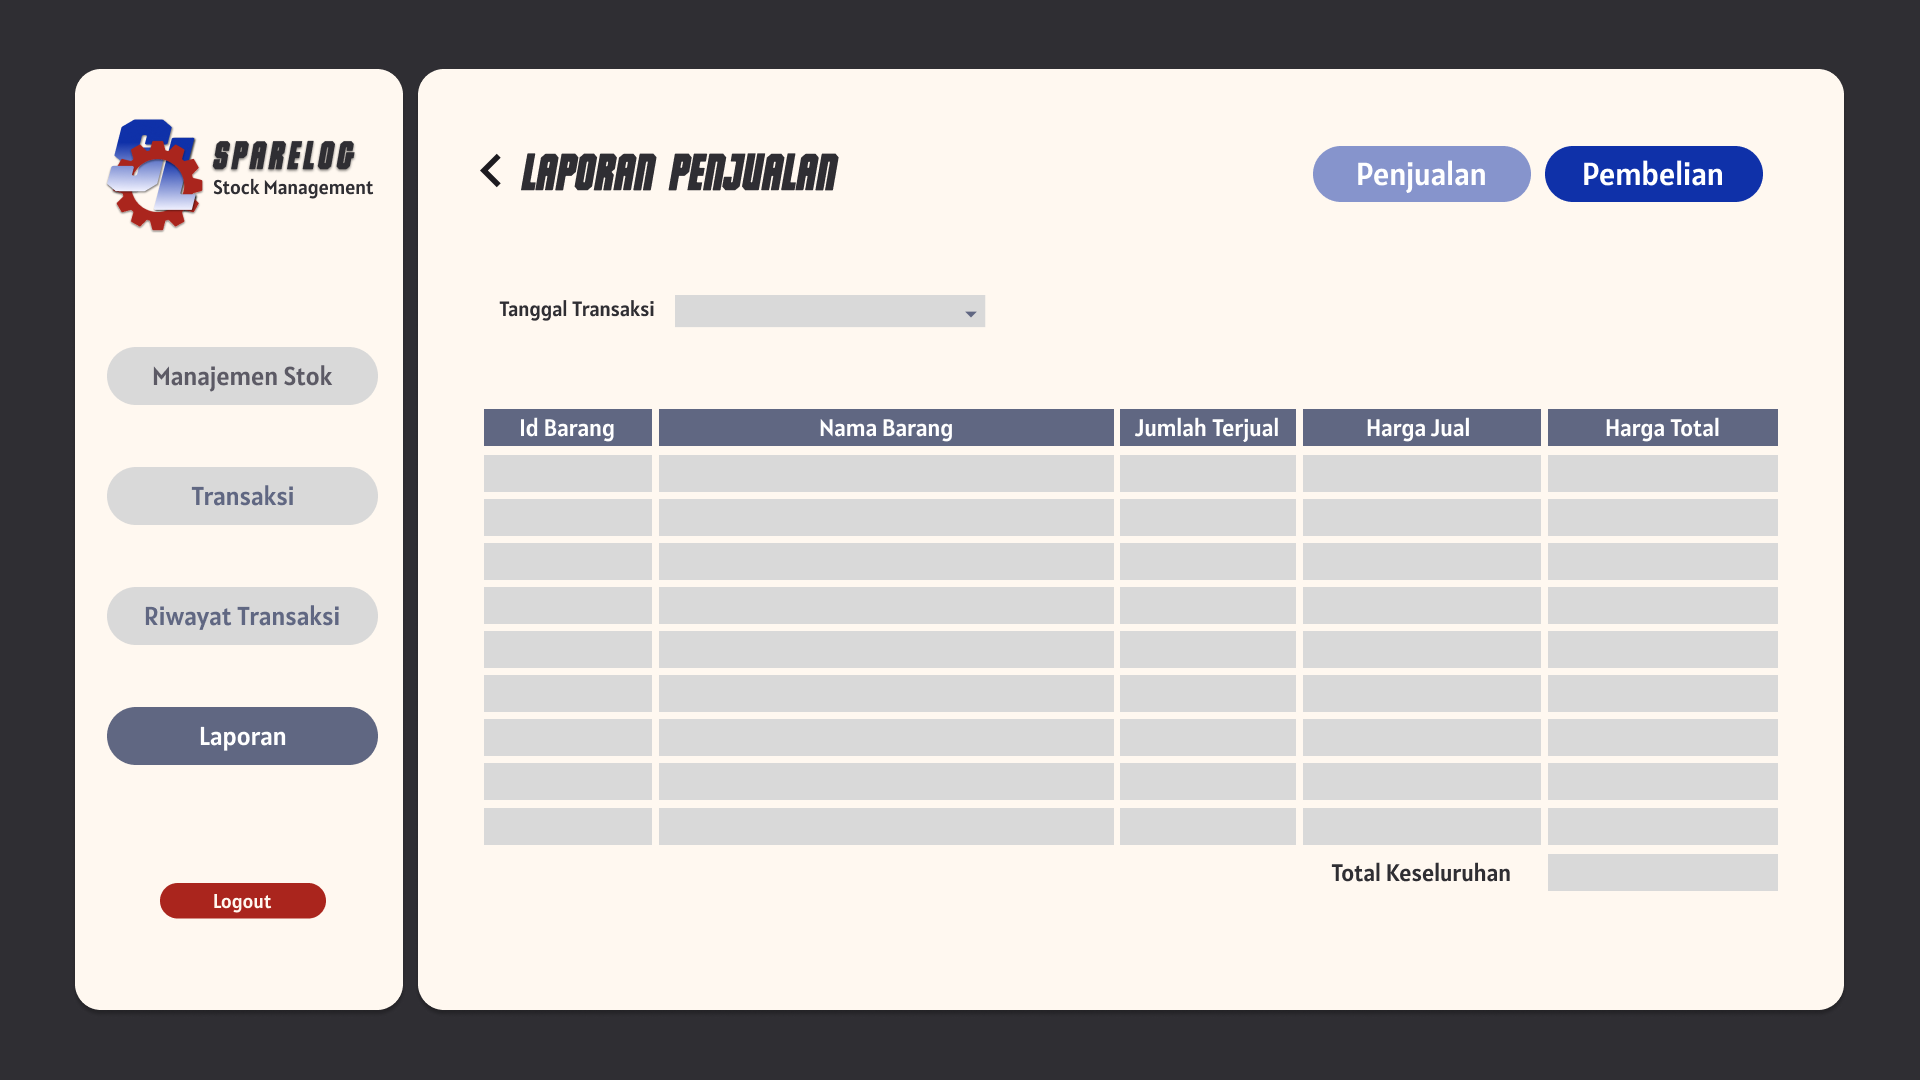 SPARELOG
Stock Management
Manajemen Stok
Transaksi
Riwayat Transaksi
Laporan
Logout
LAPORAN PENJUALAN
Penjualan
Pembelian
Tanggal Transaksi
Id Barang
Nama Barang
Jumlah Terjual
Harga Jual
Harga Total
Total Keseluruhan